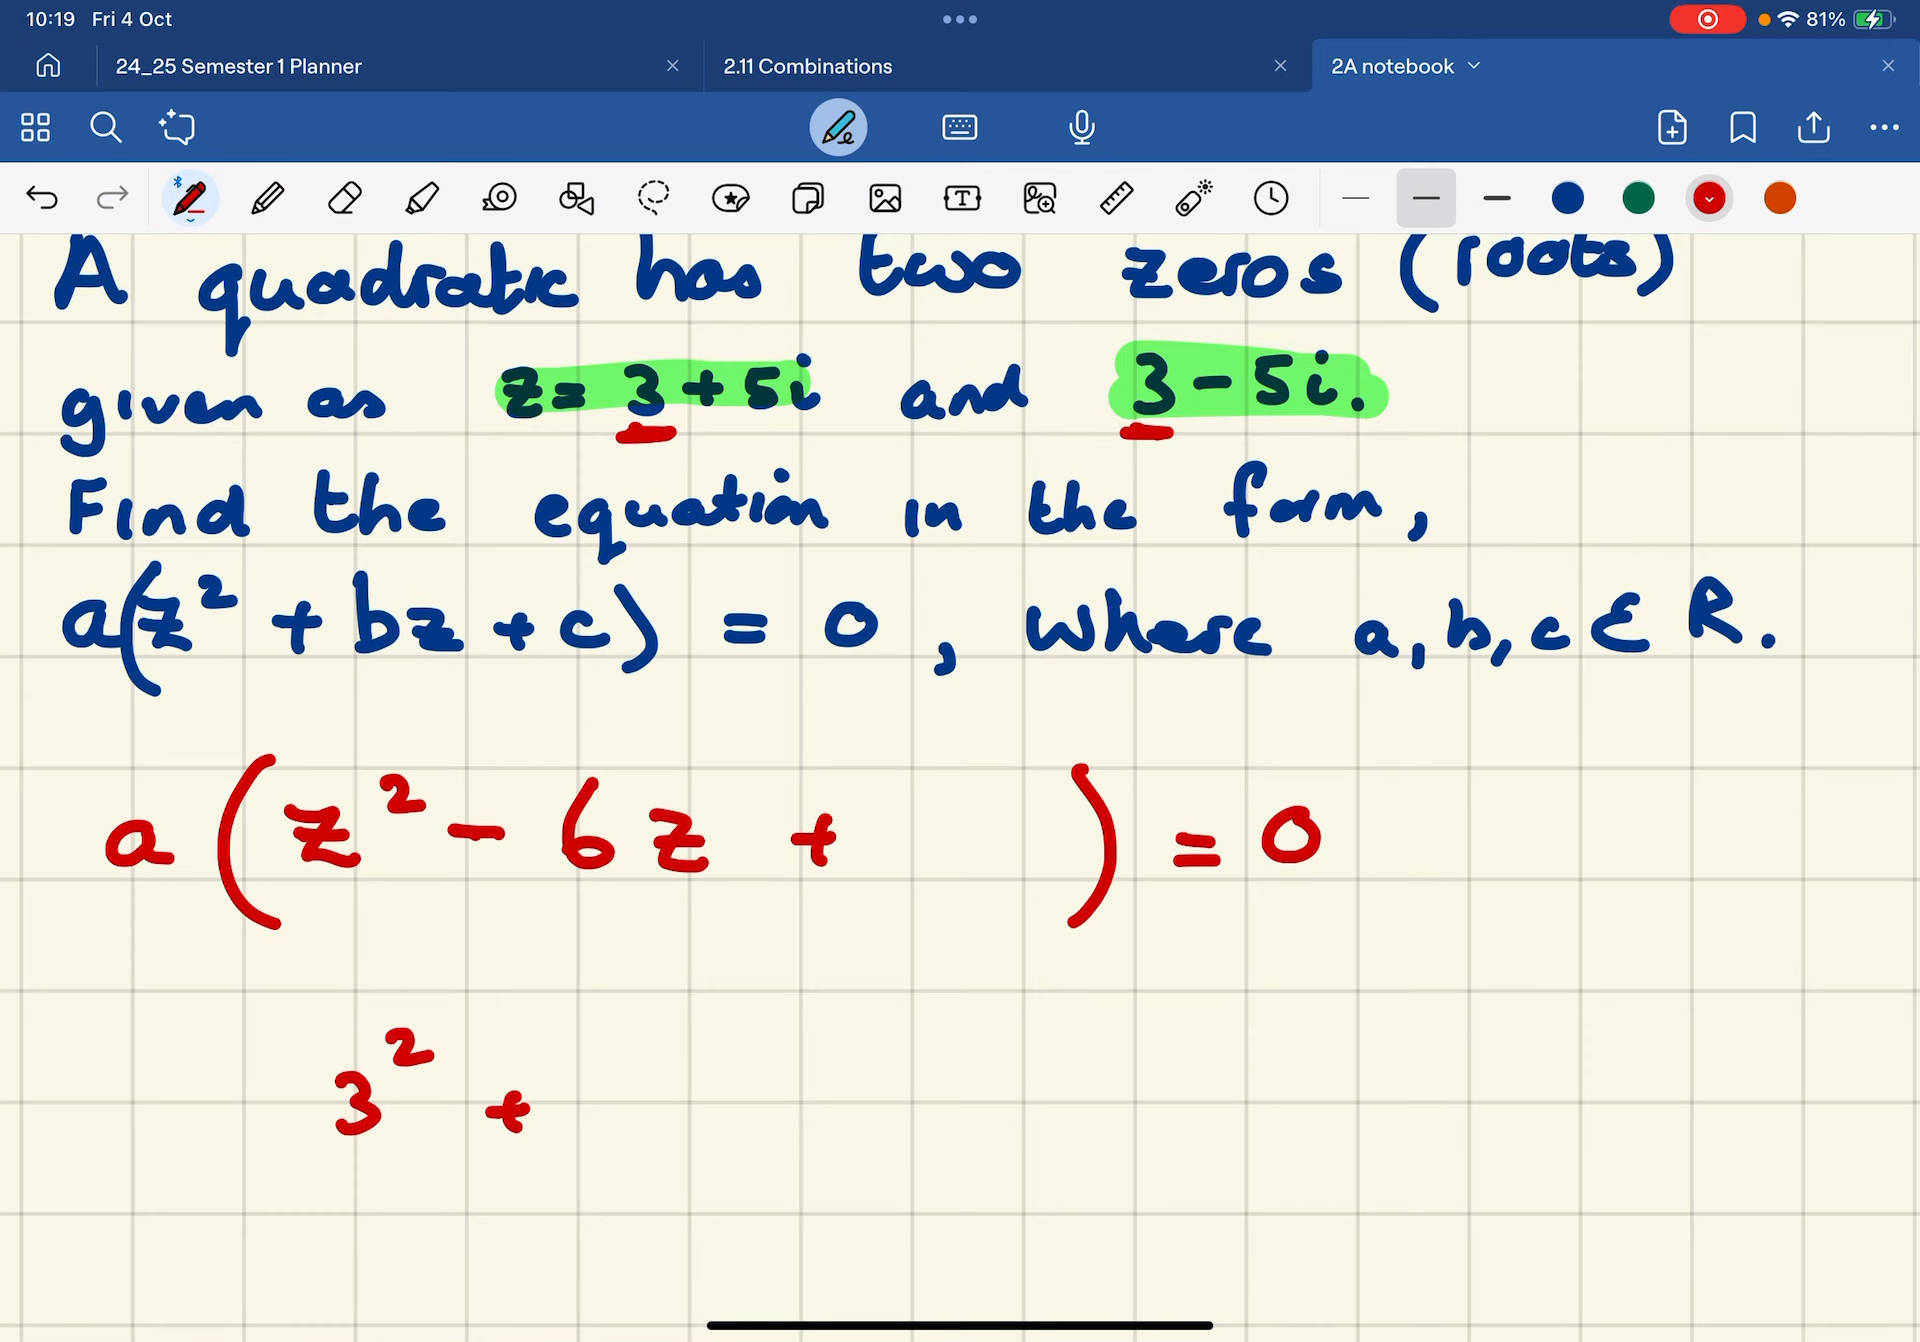 10:19 Fri 4 Oct
81%
24_25 Semester 1 Planner
2.11 Combinations
2A notebook
A quadratic has two zeros (roots)
given as z = 3 + 5i and 3 - 5i.
Find the equation in the form,
a(z² + bz + c) = 0, where a, b, c ∈ R.
a (z² - 6z + ) = 0
3² +